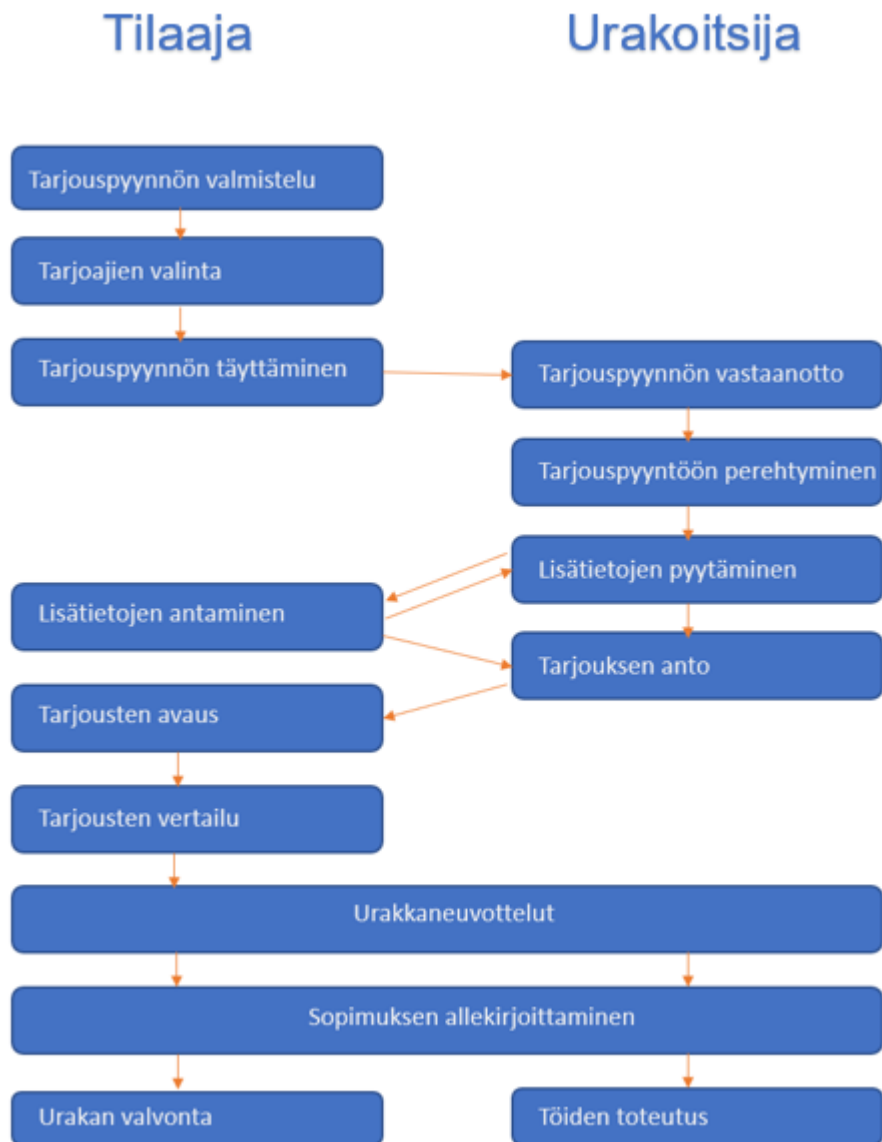 Tilaaja
Urakoitsija
Tarjouspyynnön valmistelu
Tarjoajien valinta
Tarjouspyynnön täyttäminen
Tarjouspyynnön vastaanotto
Tarjouspyyntöön perehtyminen
Lisätietojen pyytäminen
Lisätietojen antaminen
Tarjouksen anto
Tarjousten avaus
Tarjousten vertailu
Urakkaneuvottelut
Sopimuksen allekirjoittaminen
Urakan valvonta
Töiden toteutus